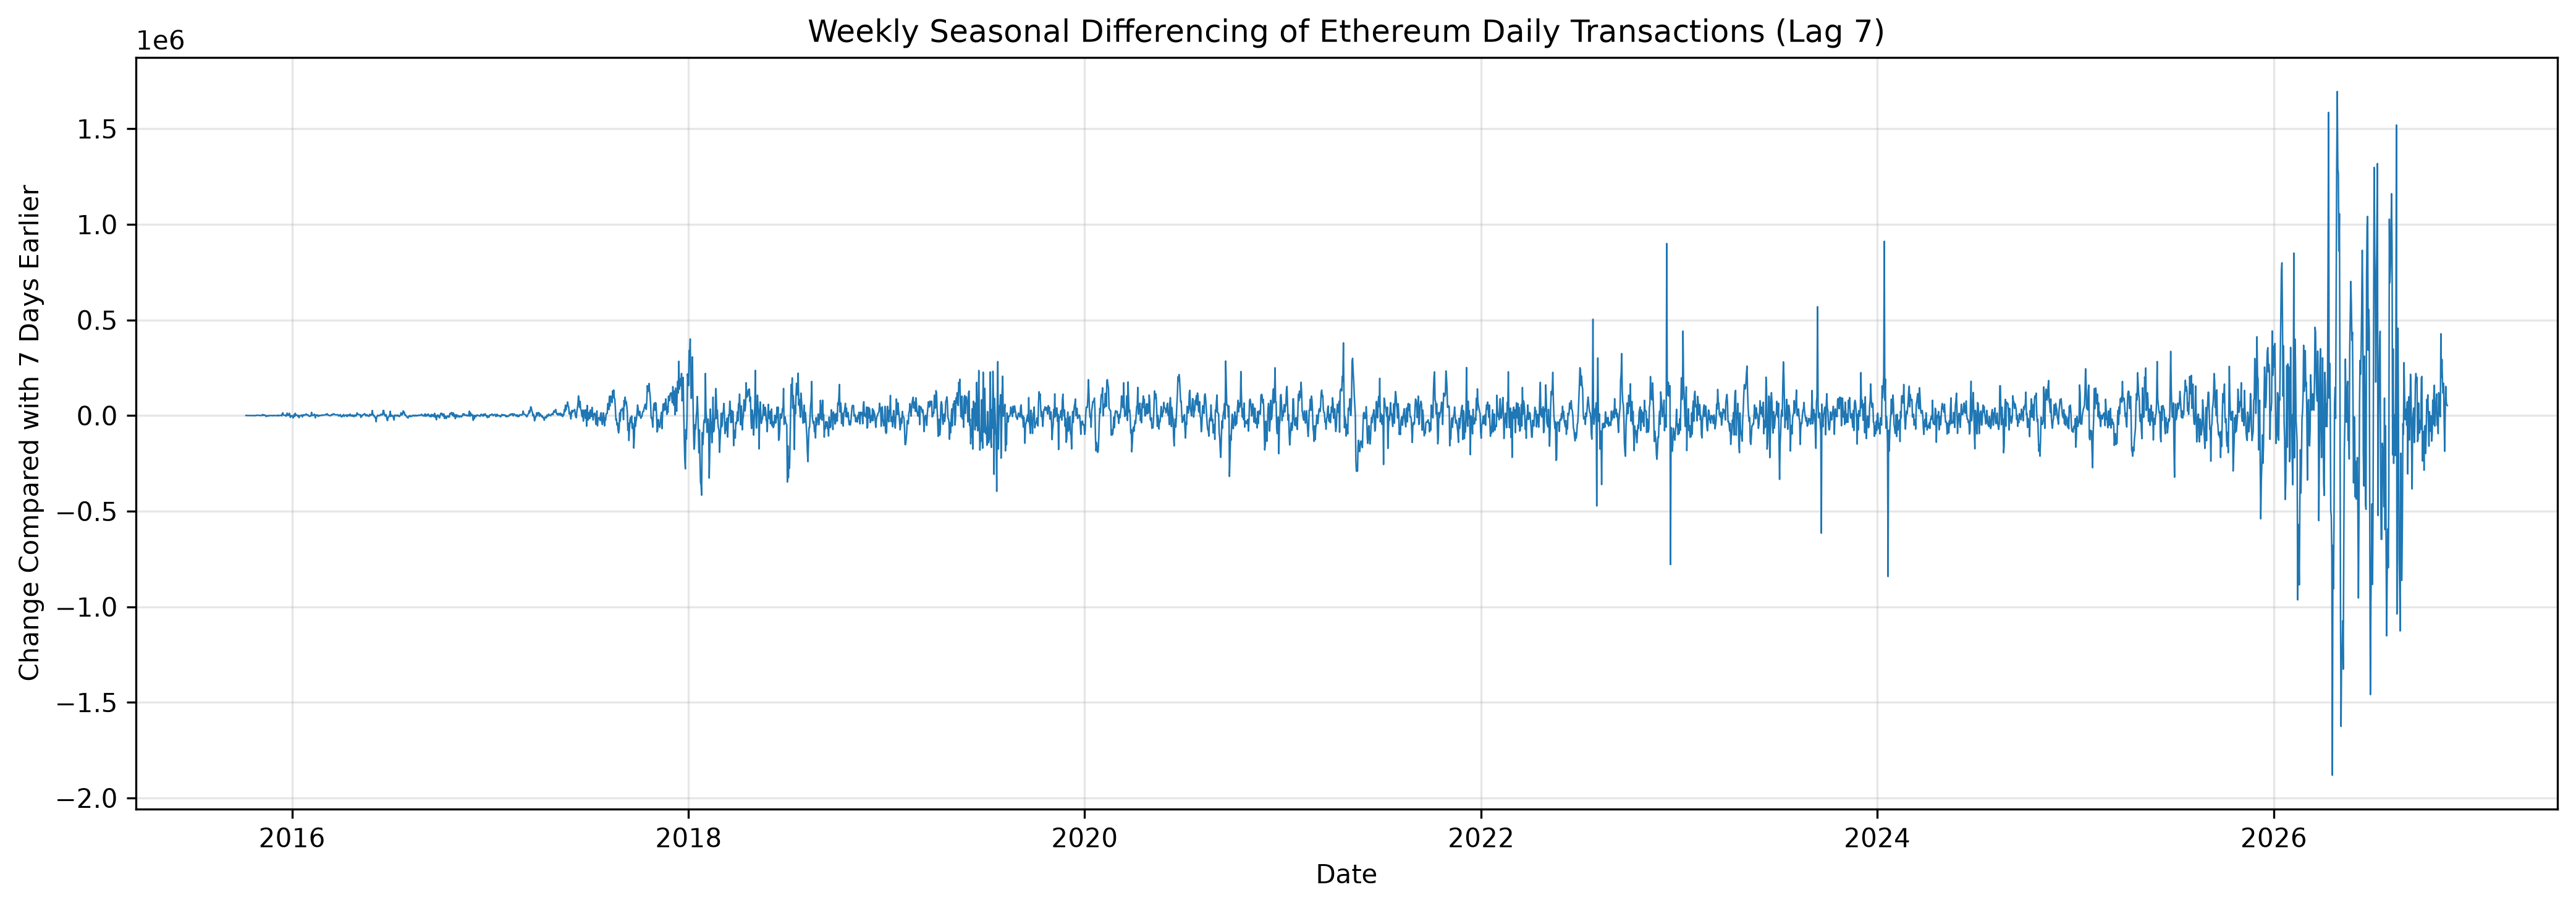 Weekly Seasonal Differencing of Ethereum Daily Transactions (Lag 7)
1e6
Change Compared with 7 Days Earlier
1.5
1.0
0.5
0.0
−0.5
−1.0
−1.5
−2.0
2016 2018 2020 2022 2024 2026
Date